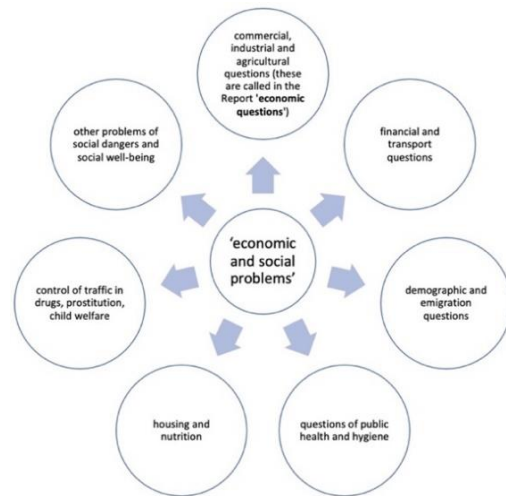 commercial,
industrial and
agricultural
questions (these
are called in the
Report 'economic
questions')
financial and
transport
questions
demographic and
emigration
questions
questions of public
health and hygiene
housing and
nutrition
control of traffic in
drugs, prostitution,
child welfare
other problems of
social dangers and
social well-being
'economic
and social
problems'